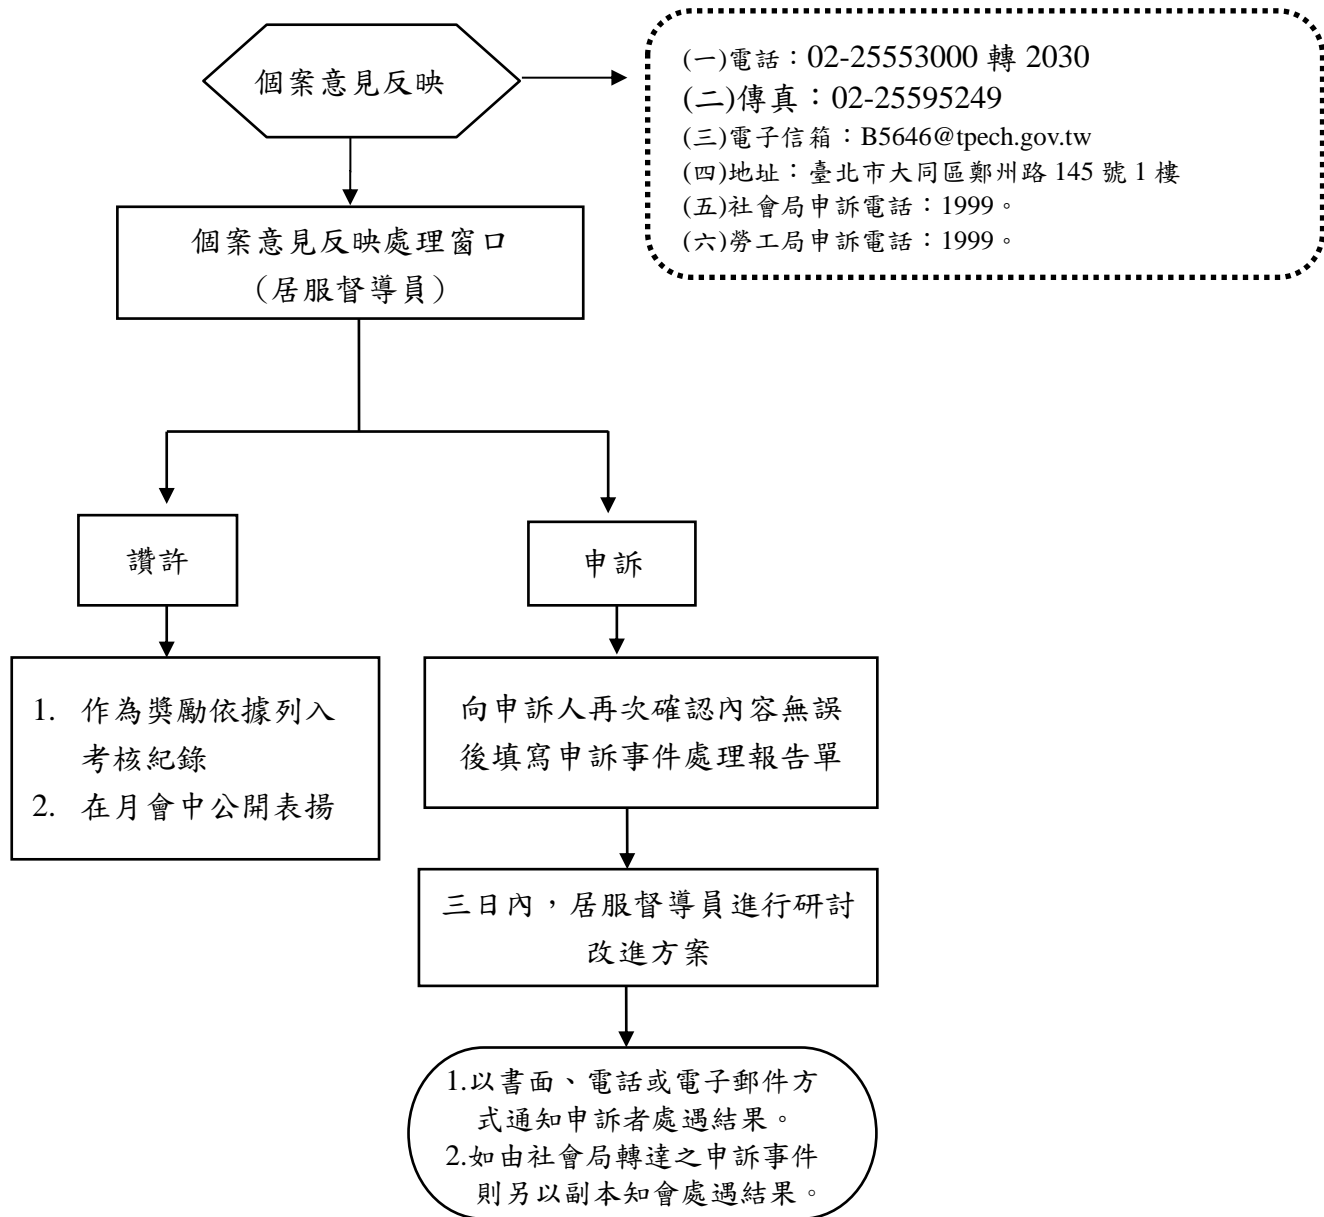 個案意見反映
(一)電話：02-25553000 轉 2030
(二)傳真：02-25595249
(三)電子信箱：B5646@tpech.gov.tw
(四)地址：臺北市大同區鄭州路 145 號 1 樓
(五)社會局申訴電話：1999。
(六)勞工局申訴電話：1999。
個案意見反映處理窗口
（居服督導員）
讚許
申訴
1. 作為獎勵依據列入
考核紀錄
2. 在月會中公開表揚
向申訴人再次確認內容無誤
後填寫申訴事件處理報告單
三日內，居服督導員進行研討
改進方案
1.以書面、電話或電子郵件方
式通知申訴者處遇結果。
2.如由社會局轉達之申訴事件
則另以副本知會處遇結果。